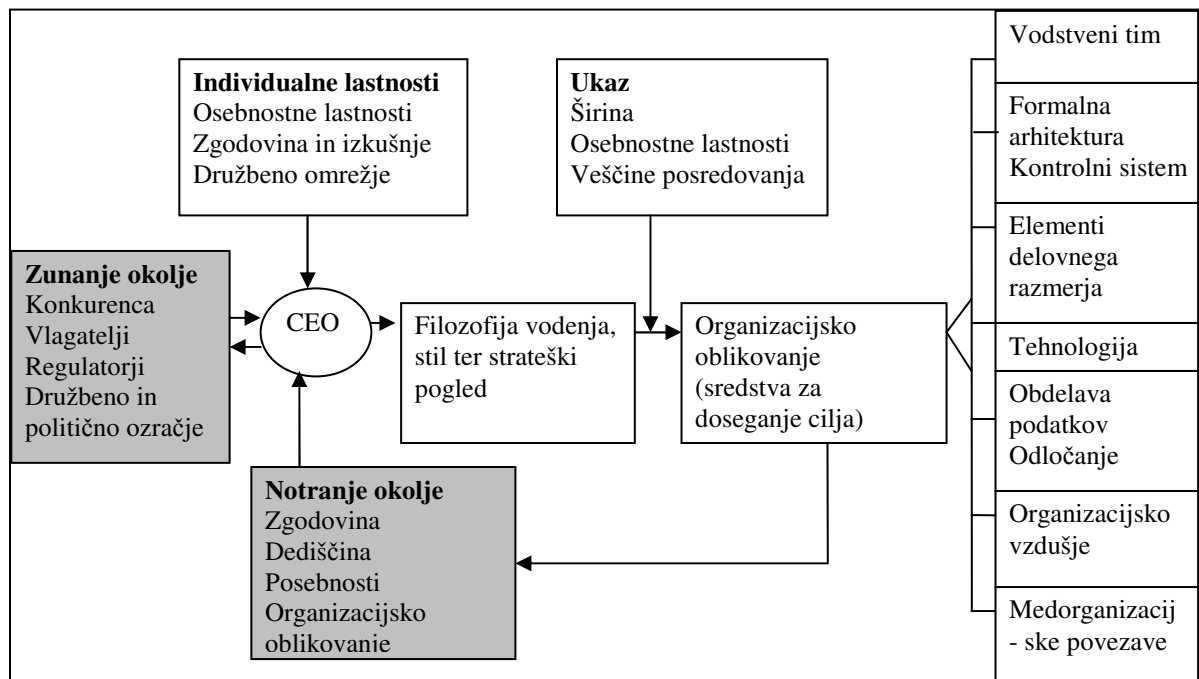 Individualne lastnosti
Osebnostne lastnosti
Zgodovina in izkušnje
Družbeno omrežje
Ukaz
Širina
Osebnostne lastnosti
Veščine posredovanja
Zunanje okolje
Konkurenca
Vlagatelji
Regulatorji
Družbeno in
politično ozračje
CEO
Filozofija vodenja,
stil ter strateški
pogled
Organizacijsko
oblikovanje
(sredstva za
doseganje cilja)
Notranje okolje
Zgodovina
Dediščina
Posebnosti
Organizacijsko
oblikovanje
Vodstveni tim
Formalna
arhitektura
Kontrolni sistem
Elementi
delovnega
razmerja
Tehnologija
Obdelava
podatkov
Odločanje
Organizacijsko
vzdušje
Medorganizacij
- ske povezave